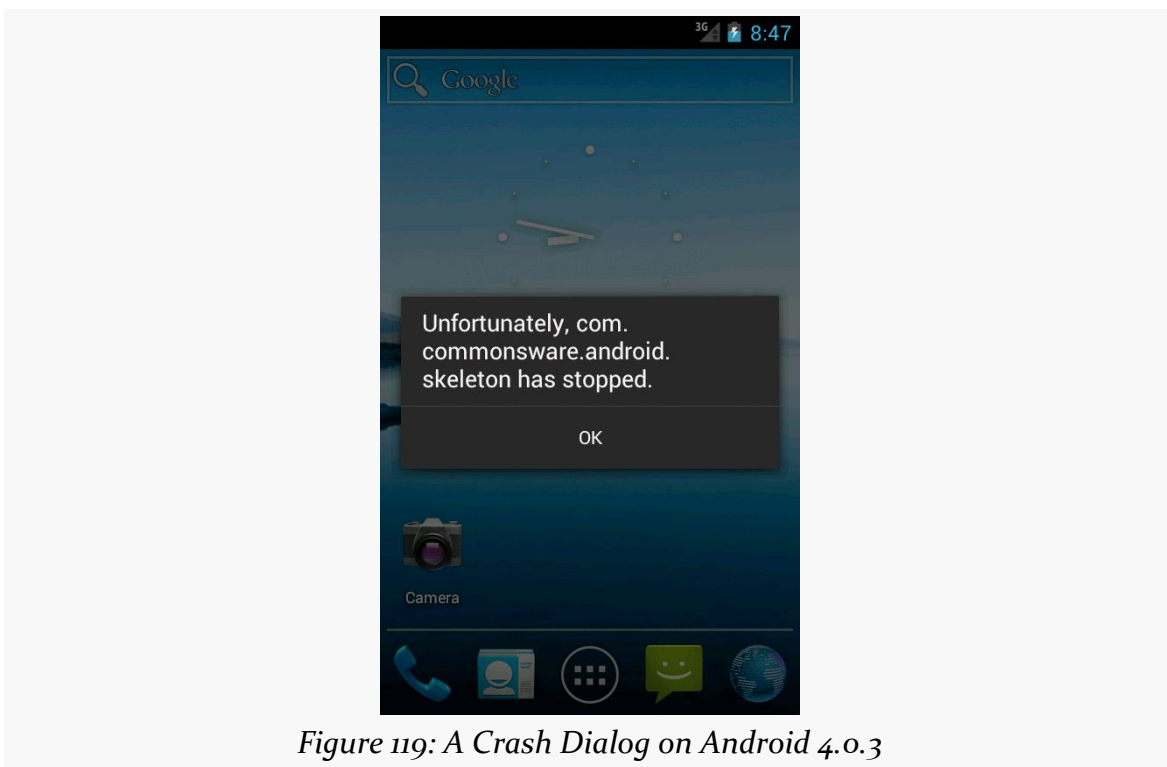 3G 8:47
Google
Unfortunately, com.
commonsware.android.
skeleton has stopped.
OK
Camera
Figure 119: A Crash Dialog on Android 4.0.3